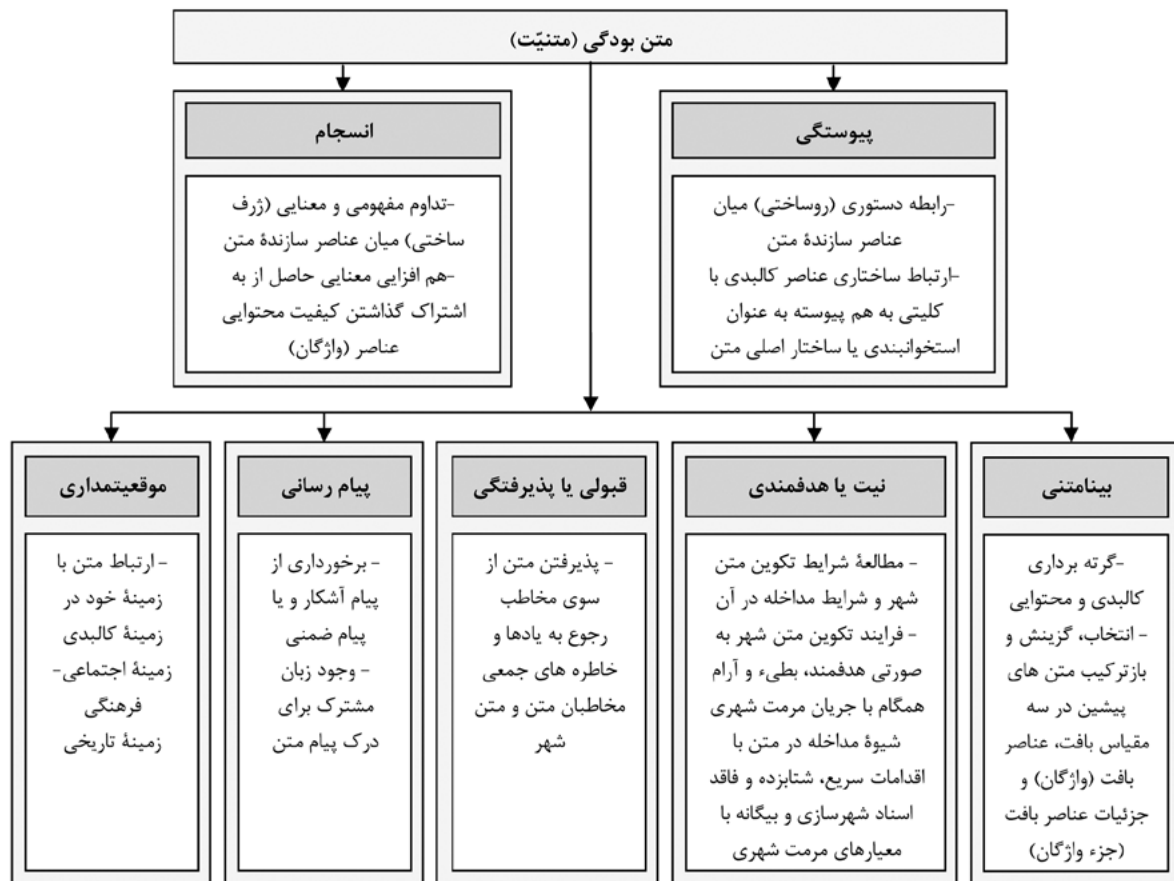 متن بودگی (متنیّت)
پیوستگی
-رابطه دستوری (روساختی) میان
عناصر سازندۀ متن
-ارتباط ساختاری عناصر کالبدی با
کلیتی به هم پیوسته به عنوان
استخوانبندی یا ساختار اصلی متن
انسجام
-تداوم مفهومی و معنایی (ژرف
ساختی) میان عناصر سازندۀ متن
-هم افزایی معنایی حاصل از به
اشتراک گذاشتن کیفیت محتوایی
عناصر (واژگان)
بینامتنی
-گرته برداری
کالبدی و محتوایی
- انتخاب، گزینش و
بازترکیب متن های
پیشین در سه
مقیاس بافت، عناصر
بافت (واژگان) و
جزئیات عناصر بافت
(جزء واژگان)
نیت یا هدفمندی
- مطالعۀ شرایط تکوین متن
شهر و شرایط مداخله در آن
- فرایند تکوین متن شهر به
صورتی هدفمند، بطیء و آرام
همگام با جریان مرمت شهری
شیوۀ مداخله در متن با
اقدامات سریع، شتابزده و فاقد
اسناد شهرسازی و بیگانه با
معیارهای مرمت شهری
قبولی یا پذیرفتگی
- پذیرفتن متن از
سوی مخاطب
رجوع به یادها و
خاطره های جمعی
مخاطبان متن و متن
شهر
پیام رسانی
- برخورداری از
پیام آشکار و یا
پیام ضمنی
- وجود زبان
مشترک برای
درک پیام متن
موقعیتمداری
- ارتباط متن با
زمینۀ خود در
زمینۀ کالبدی
زمینۀ اجتماعی-
فرهنگی
زمینۀ تاریخی